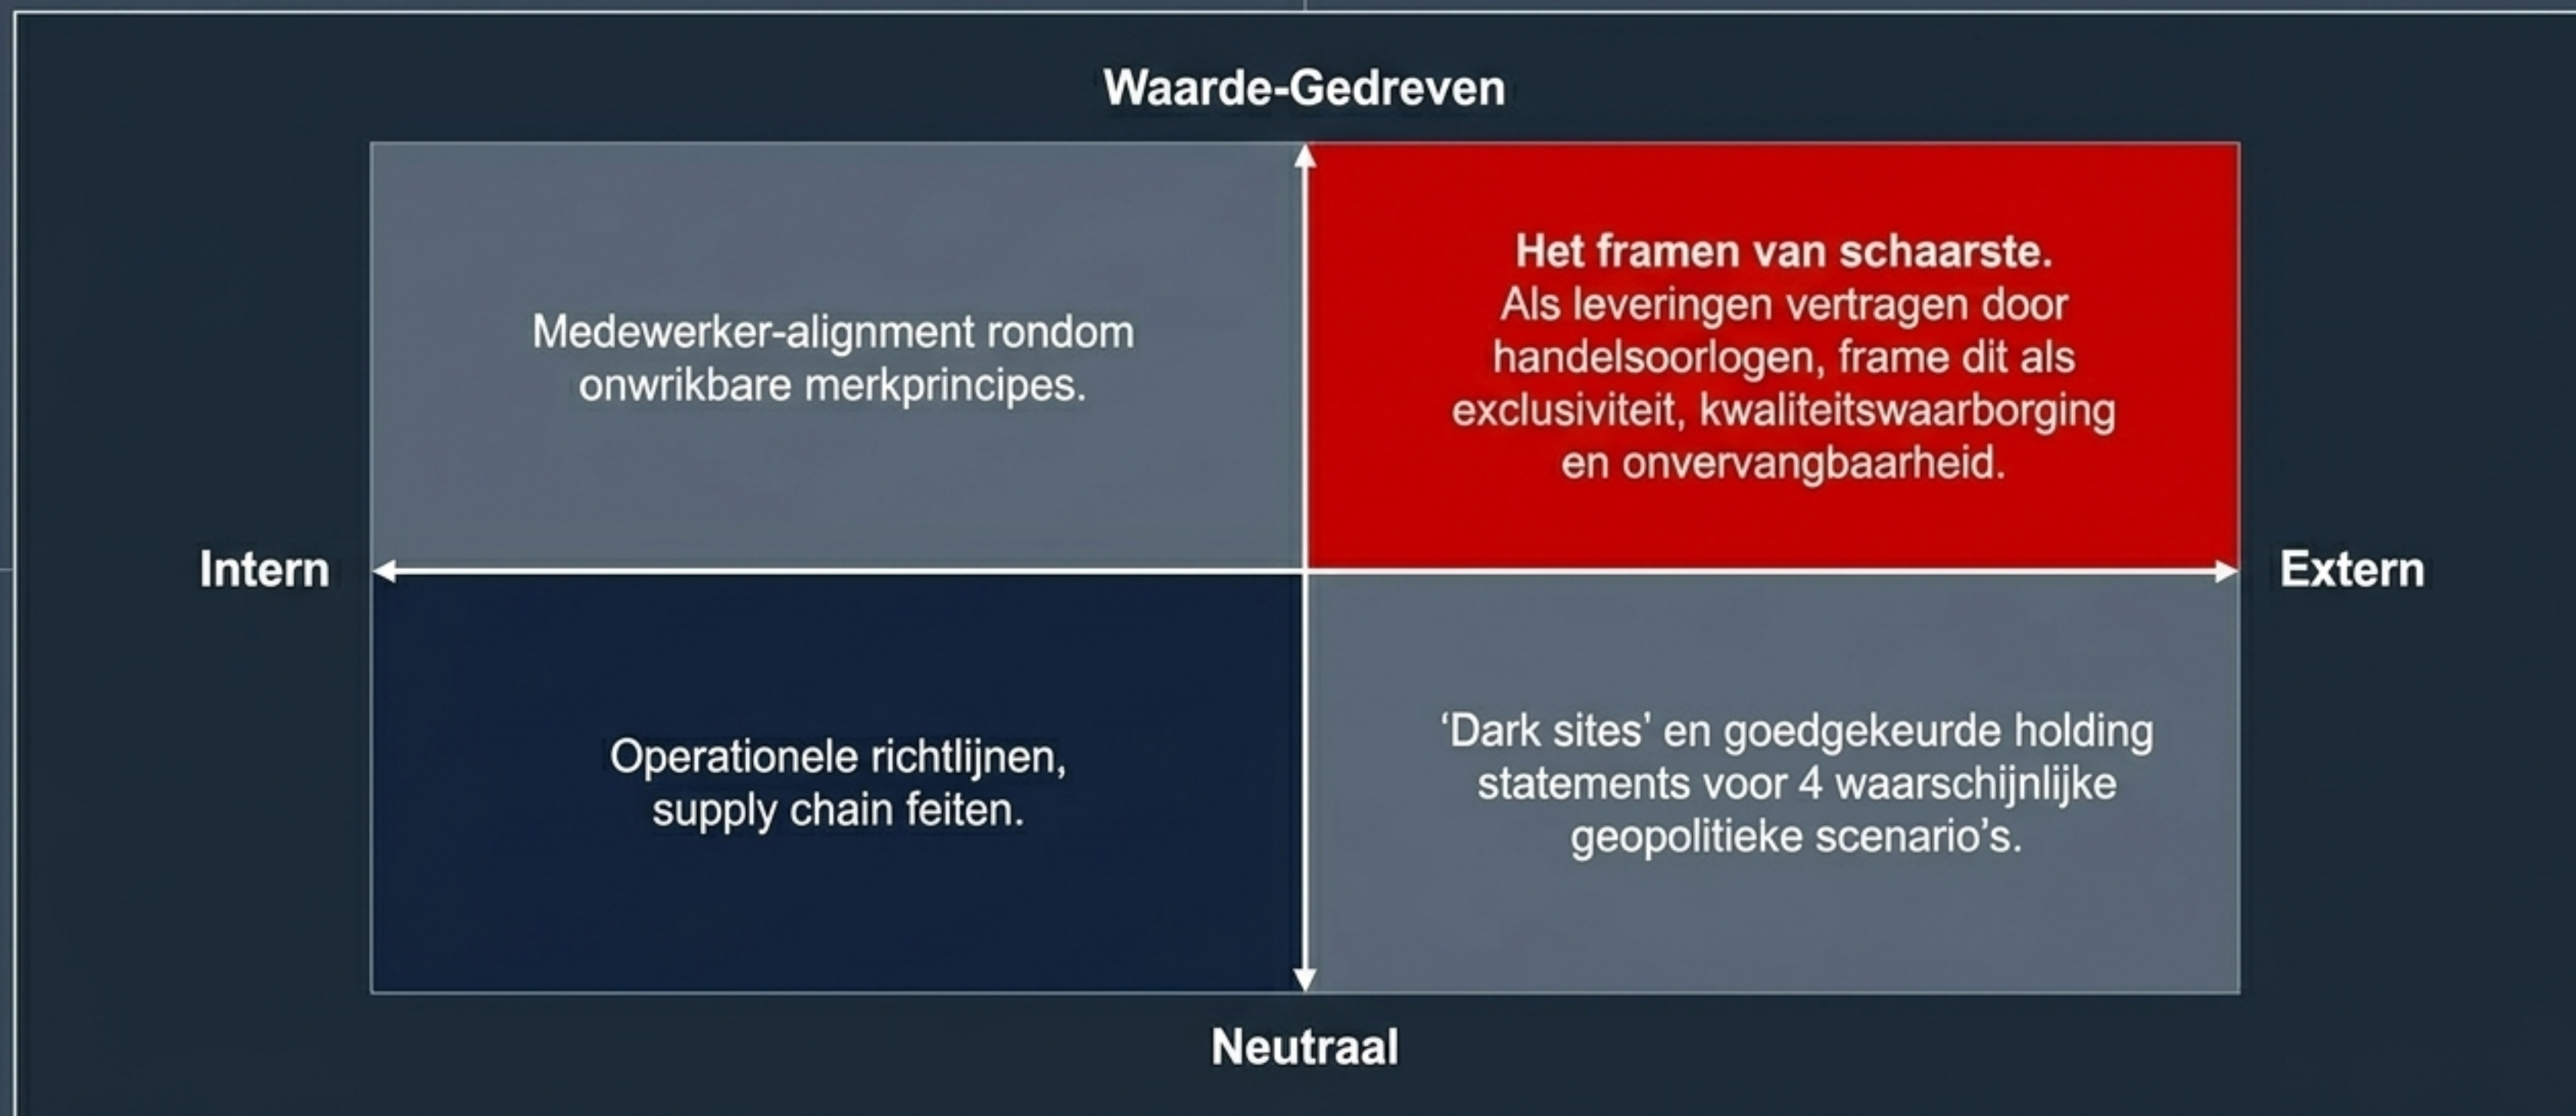 Waarde-Gedreven
Medewerker-alignment rondom
onwrikbare merkprincipes.
Het framen van schaarste.
Als leveringen vertragen door
handelsoorlogen, frame dit als
exclusiviteit, kwaliteitswaarborging
en onvervangbaarheid.
Intern
Extern
Operationele richtlijnen,
supply chain feiten.
‘Dark sites’ en goedgekeurde holding
statements voor 4 waarschijnlijke
geopolitieke scenario’s.
Neutraal